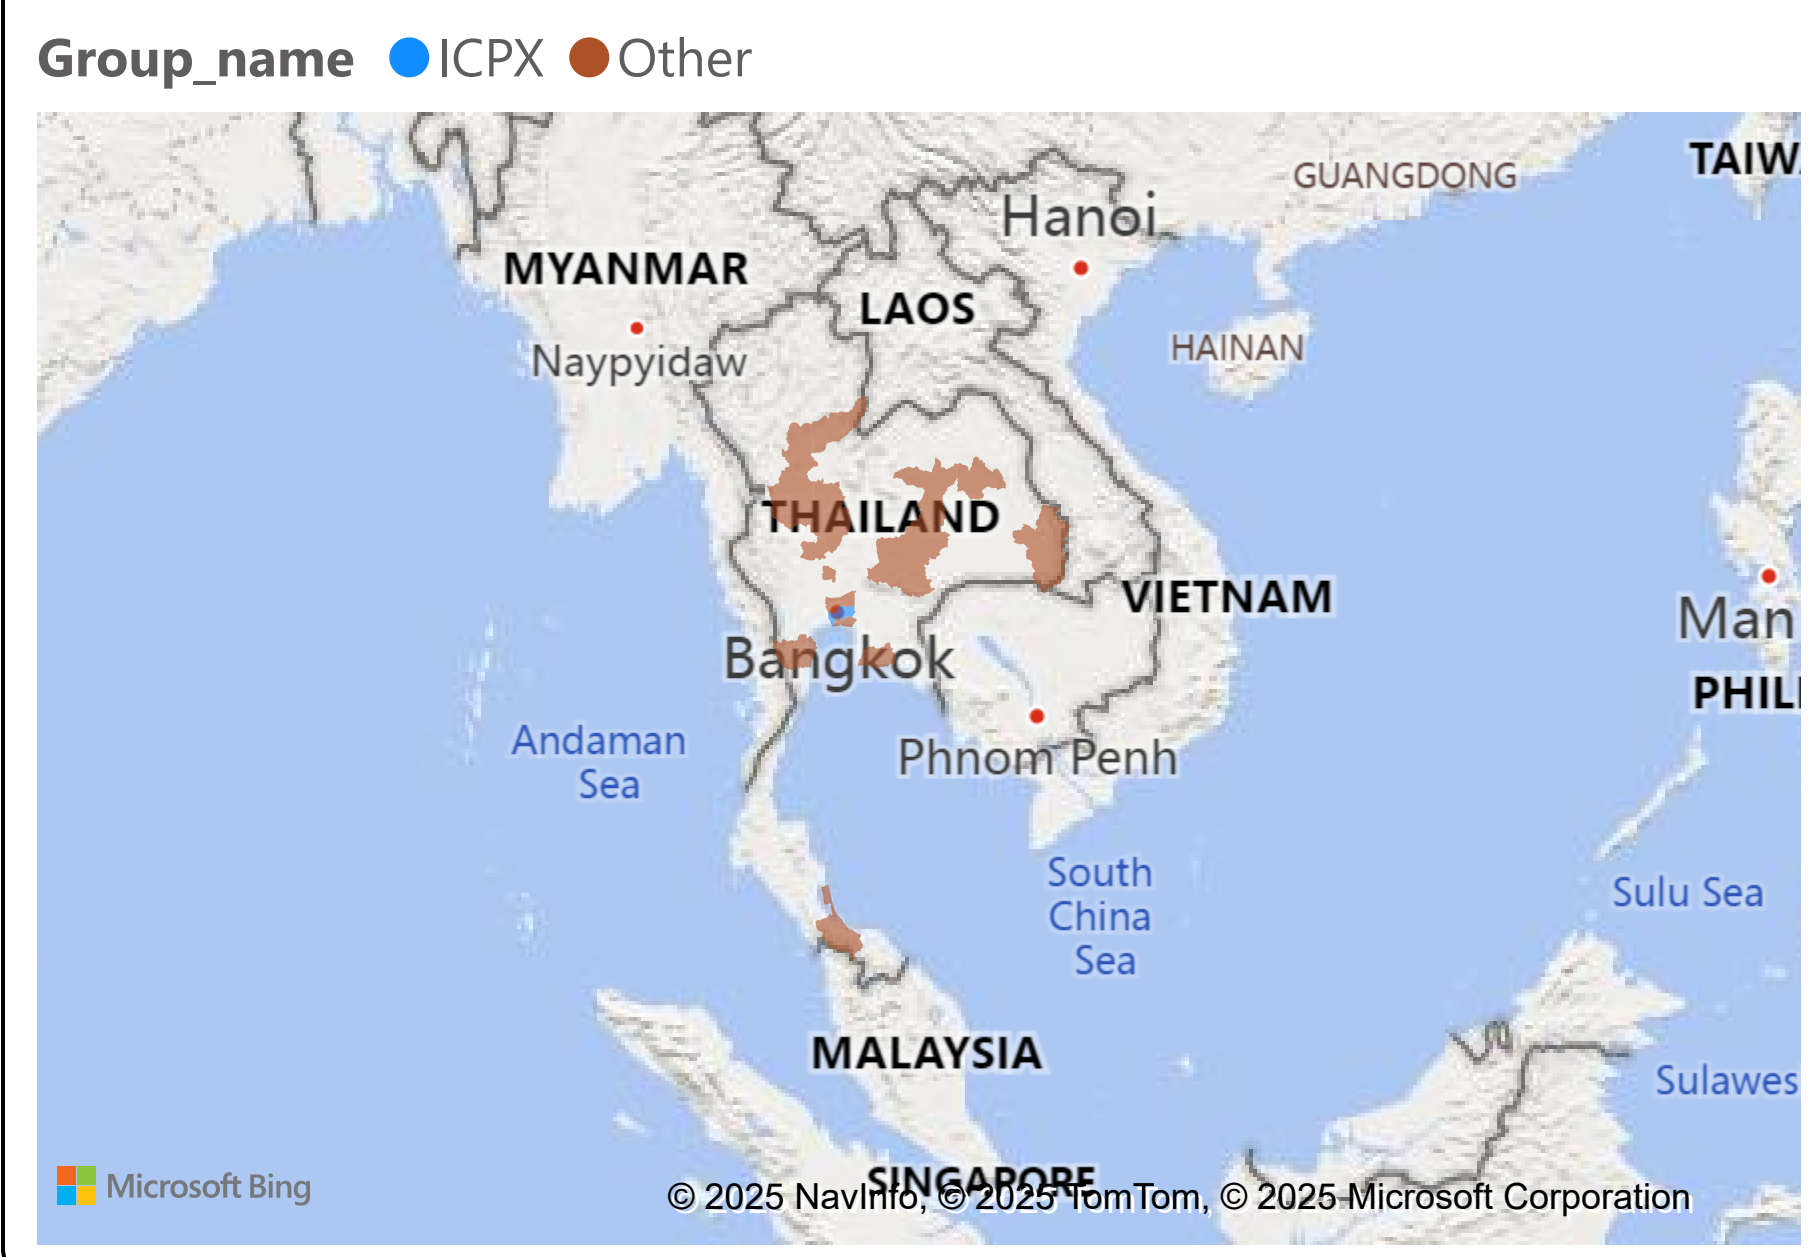 Group_name ICPX Other
TAIW
GUANGDONG
Hanoi
MYANMAR
LAOS
Naypyidaw
HAINAN
THAILAND
VIETNAM
Man
Bangkok
PHIL
Andaman
Sea
Phnom Penh
South
China
Sea
Sulu Sea
MALAYSIA
Sulawes
SINGAPORE
Microsoft Bing
© 2025 NavInfo, © 2025 TomTom, © 2025 Microsoft Corporation